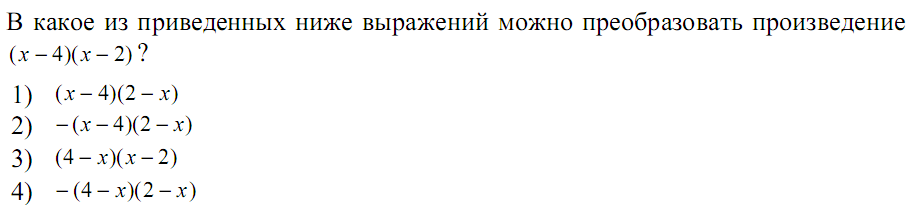 В какое из приведенных ниже выражений можно преобразовать произведение
(x − 4)(x − 2) ?
1) (x − 4)(2 − x)
2) − (x − 4)(2 − x)
3) (4 − x)(x − 2)
4) − (4 − x)(2 − x)